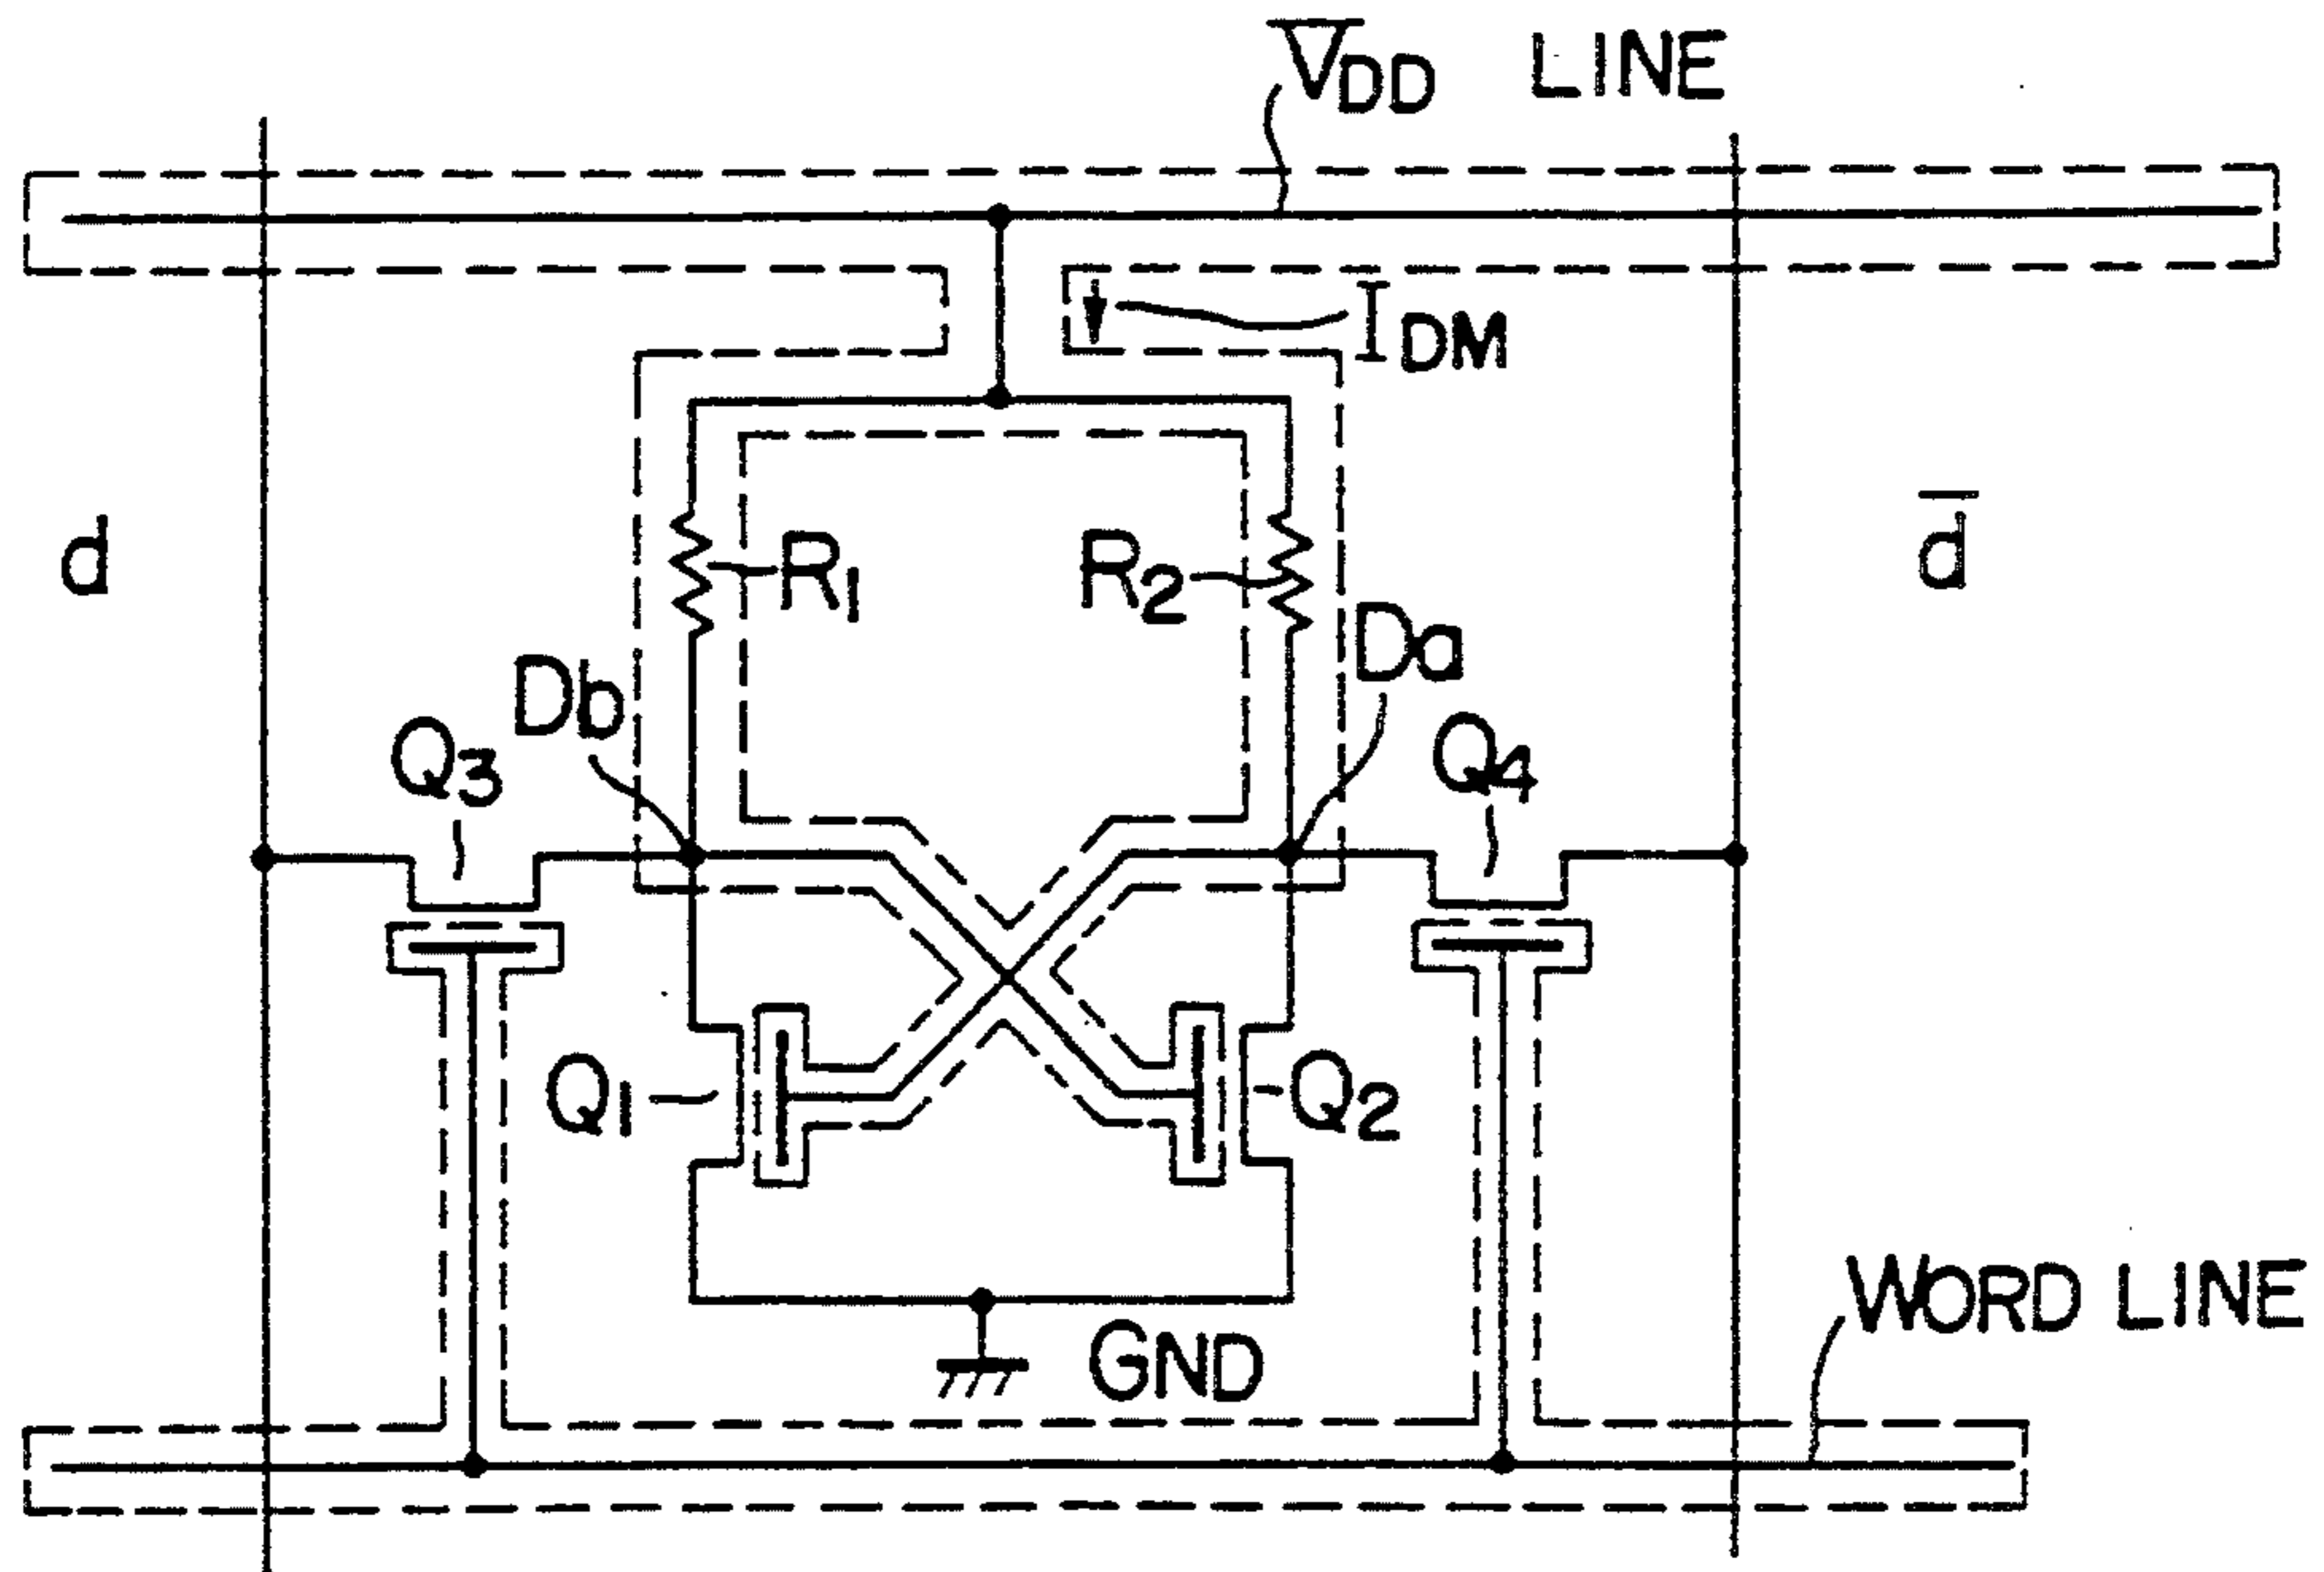 VDD LINE
IDM
d
R1
R2
d̅
Da
Db
Q3
Q4
Q1
Q2
WORD LINE
GND